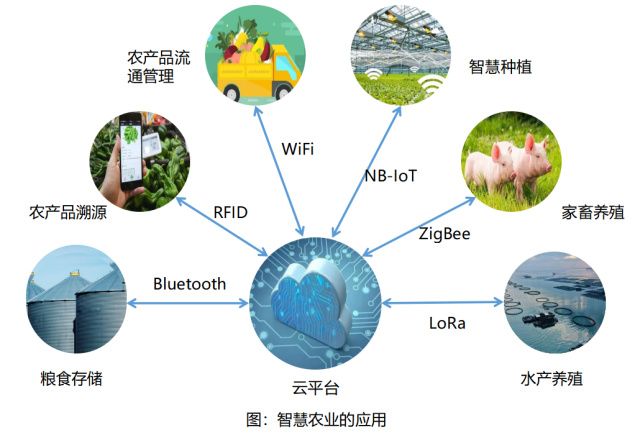 农产品流
通管理
智慧种植
WiFi
NB-IoT
农产品溯源
RFID
家畜养殖
ZigBee
Bluetooth
LoRa
粮食存储
云平台
水产养殖
图：智慧农业的应用